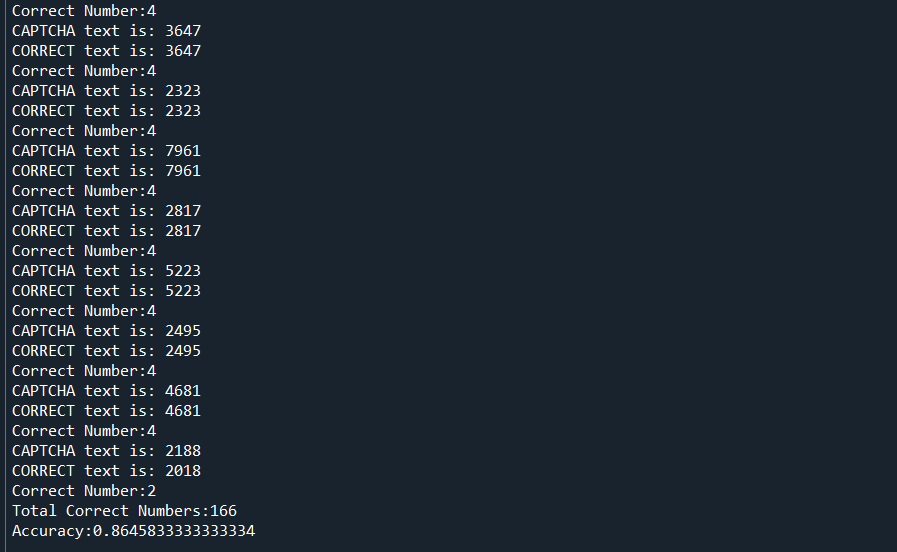 Correct Number:4
CAPTCHA text is: 3647
CORRECT text is: 3647
Correct Number:4
CAPTCHA text is: 2323
CORRECT text is: 2323
Correct Number:4
CAPTCHA text is: 7961
CORRECT text is: 7961
Correct Number:4
CAPTCHA text is: 2817
CORRECT text is: 2817
Correct Number:4
CAPTCHA text is: 5223
CORRECT text is: 5223
Correct Number:4
CAPTCHA text is: 2495
CORRECT text is: 2495
Correct Number:4
CAPTCHA text is: 4681
CORRECT text is: 4681
Correct Number:4
CAPTCHA text is: 2188
CORRECT text is: 2018
Correct Number:2
Total Correct Numbers:166
Accuracy:0.8645833333333334